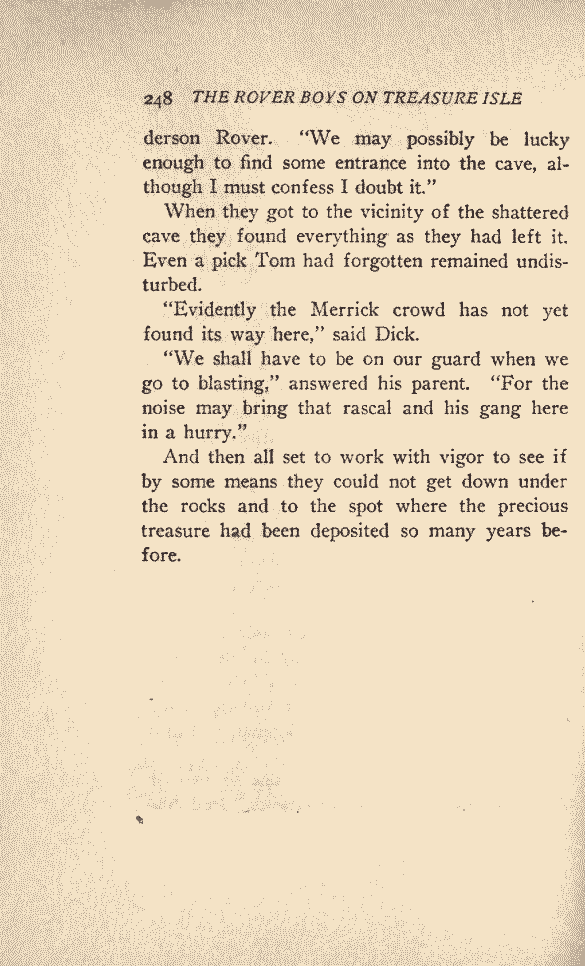 248 THE ROVER BOYS ON TREASURE ISLE
derson Rover. “We may possibly be lucky
enough to find some entrance into the cave, al-
though I must confess I doubt it.”
When they got to the vicinity of the shattered
cave they found everything as they had left it.
Even a pick Tom had forgotten remained undis-
turbed.
“Evidently the Merrick crowd has not yet
found its way here,” said Dick.
“We shall have to be on our guard when we
go to blasting,” answered his parent. “For the
noise may bring that rascal and his gang here
in a hurry.”
And then all set to work with vigor to see if
by some means they could not get down under
the rocks and to the spot where the precious
treasure had been deposited so many years be-
fore.